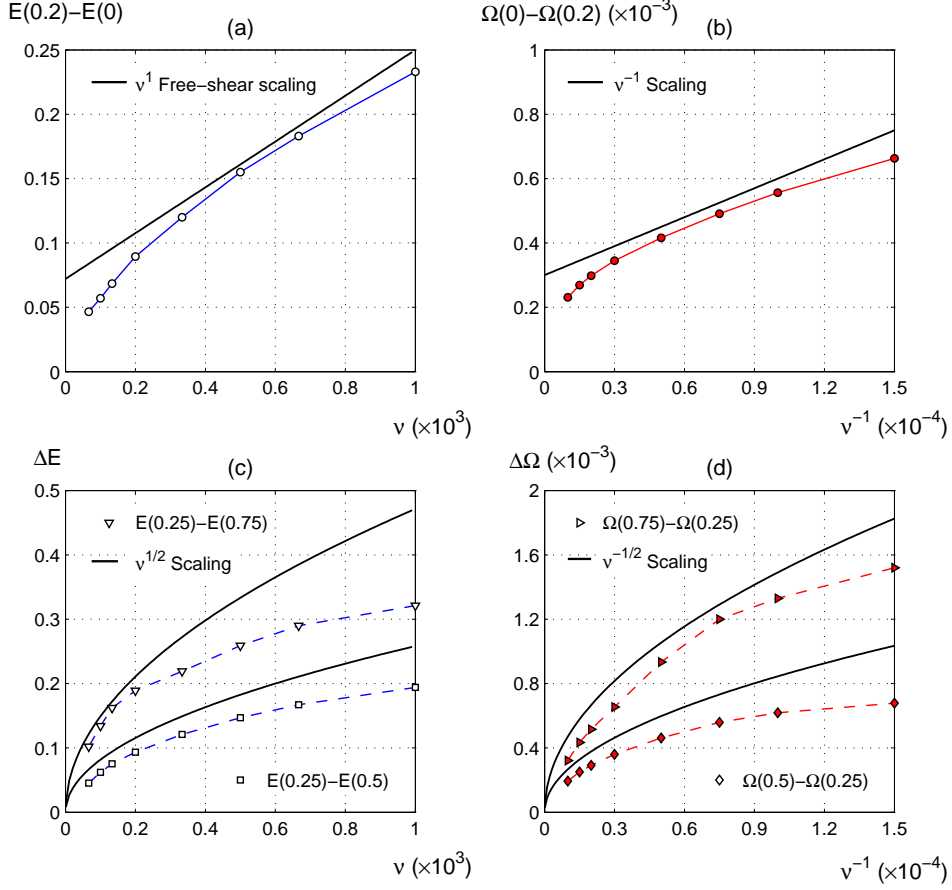 E(0.2)−E(0)
(a)
ν¹ Free−shear scaling
0.25
0.2
0.15
0.1
0.05
0
0 0.2 0.4 0.6 0.8 1
ν (×10³)
Ω(0)−Ω(0.2) (×10⁻³)
(b)
ν⁻¹ Scaling
1
0.8
0.6
0.4
0.2
0
0 0.3 0.6 0.9 1.2 1.5
ν⁻¹ (×10⁻⁴)
ΔE
(c)
E(0.25)−E(0.75)
ν¹ᐟ² Scaling
E(0.25)−E(0.5)
0.5
0.4
0.3
0.2
0.1
0
0 0.2 0.4 0.6 0.8 1
ν (×10³)
ΔΩ (×10⁻³)
(d)
Ω(0.75)−Ω(0.25)
ν⁻¹ᐟ² Scaling
Ω(0.5)−Ω(0.25)
2
1.6
1.2
0.8
0.4
0
0 0.3 0.6 0.9 1.2 1.5
ν⁻¹ (×10⁻⁴)